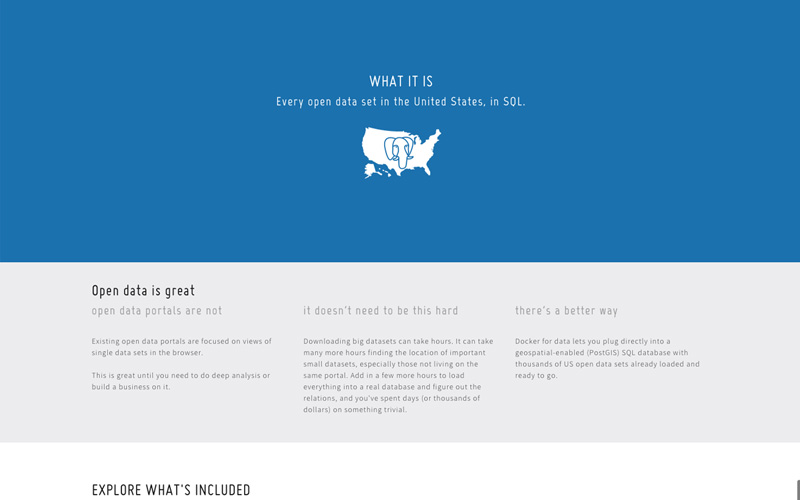 WHAT IT IS
Every open data set in the United States, in SQL.
Open data is great
open data portals are not
Existing open data portals are focused on views of
single data sets in the browser.
This is great until you need to do deep analysis or
build a business on it.
it doesn't need to be this hard
Downloading big datasets can take hours. It can take
many more hours finding the location of important
small datasets, especially those not living on the
same portal. Add in a few more hours to load
everything into a real database and figure out the
relations, and you've spent days (or thousands of
dollars) on something trivial.
there's a better way
Docker for data lets you plug directly into a
geospatial-enabled (PostGIS) SQL database with
thousands of US open data sets already loaded and
ready to go.
EXPLORE WHAT'S INCLUDED